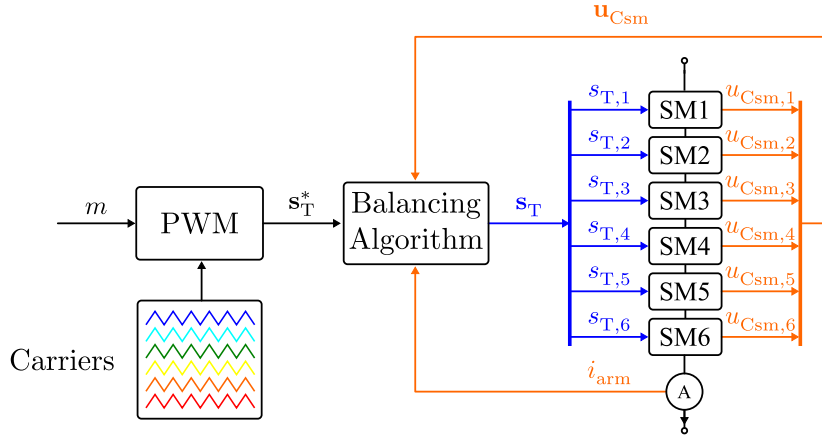 u_Csm
s_T,1
SM1
u_Csm,1
s_T,2
SM2
u_Csm,2
s_T,3
SM3
u_Csm,3
m
PWM
s_T^*
Balancing
Algorithm
s_T
s_T,4
SM4
u_Csm,4
s_T,5
SM5
u_Csm,5
s_T,6
SM6
u_Csm,6
Carriers
i_arm
A